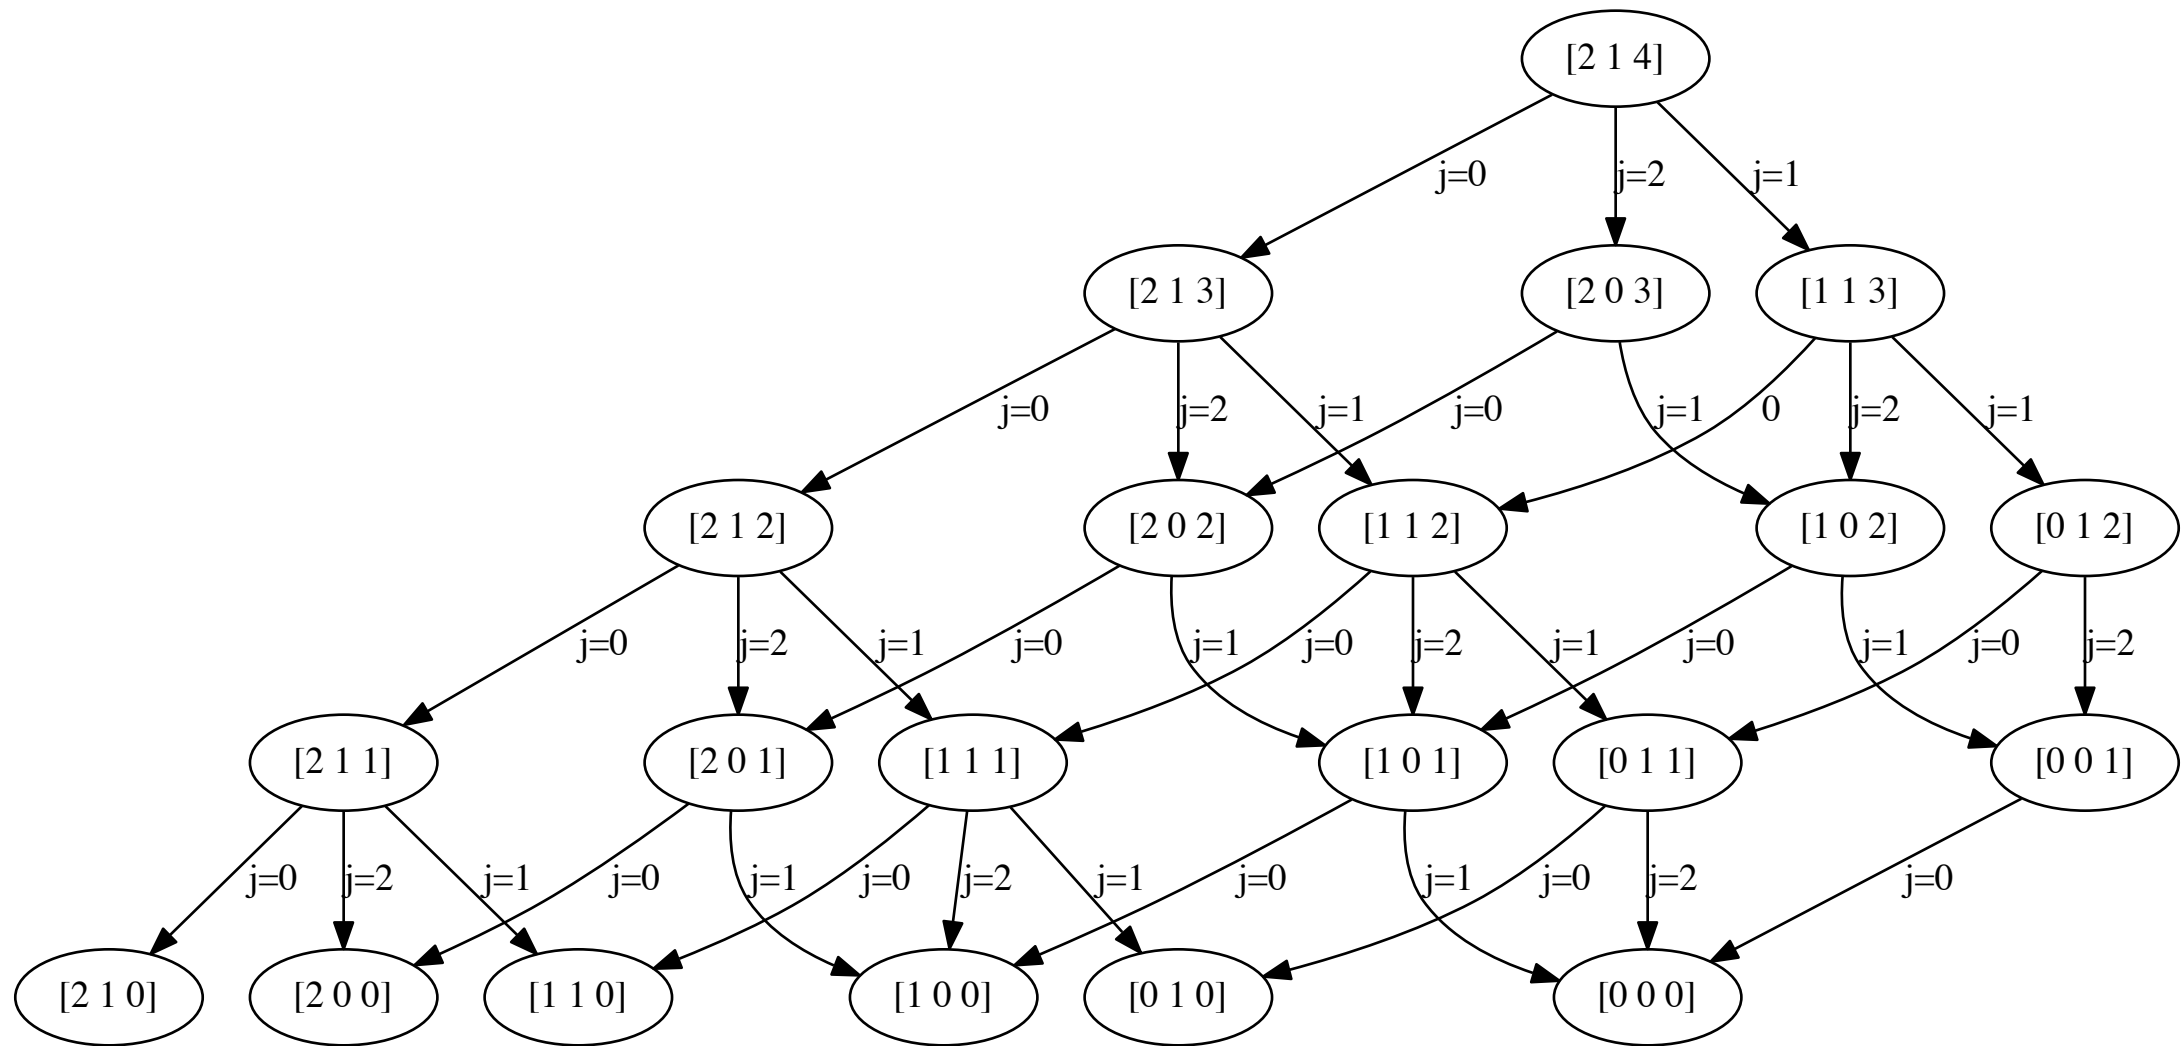 [2 1 4]
j=0 j=2 j=1
[2 1 3] [2 0 3] [1 1 3]
j=0 j=2 j=1 j=0 j=1 0 j=2 j=1
[2 1 2] [2 0 2] [1 1 2] [1 0 2] [0 1 2]
j=0 j=2 j=1 j=0 j=1 j=0 j=2 j=1 j=0 j=1 j=0 j=2
[2 1 1] [2 0 1] [1 1 1] [1 0 1] [0 1 1] [0 0 1]
j=0 j=2 j=1 j=0 j=1 j=0 j=2 j=1 j=0 j=1 j=0 j=2 j=0
[2 1 0] [2 0 0] [1 1 0] [1 0 0] [0 1 0] [0 0 0]